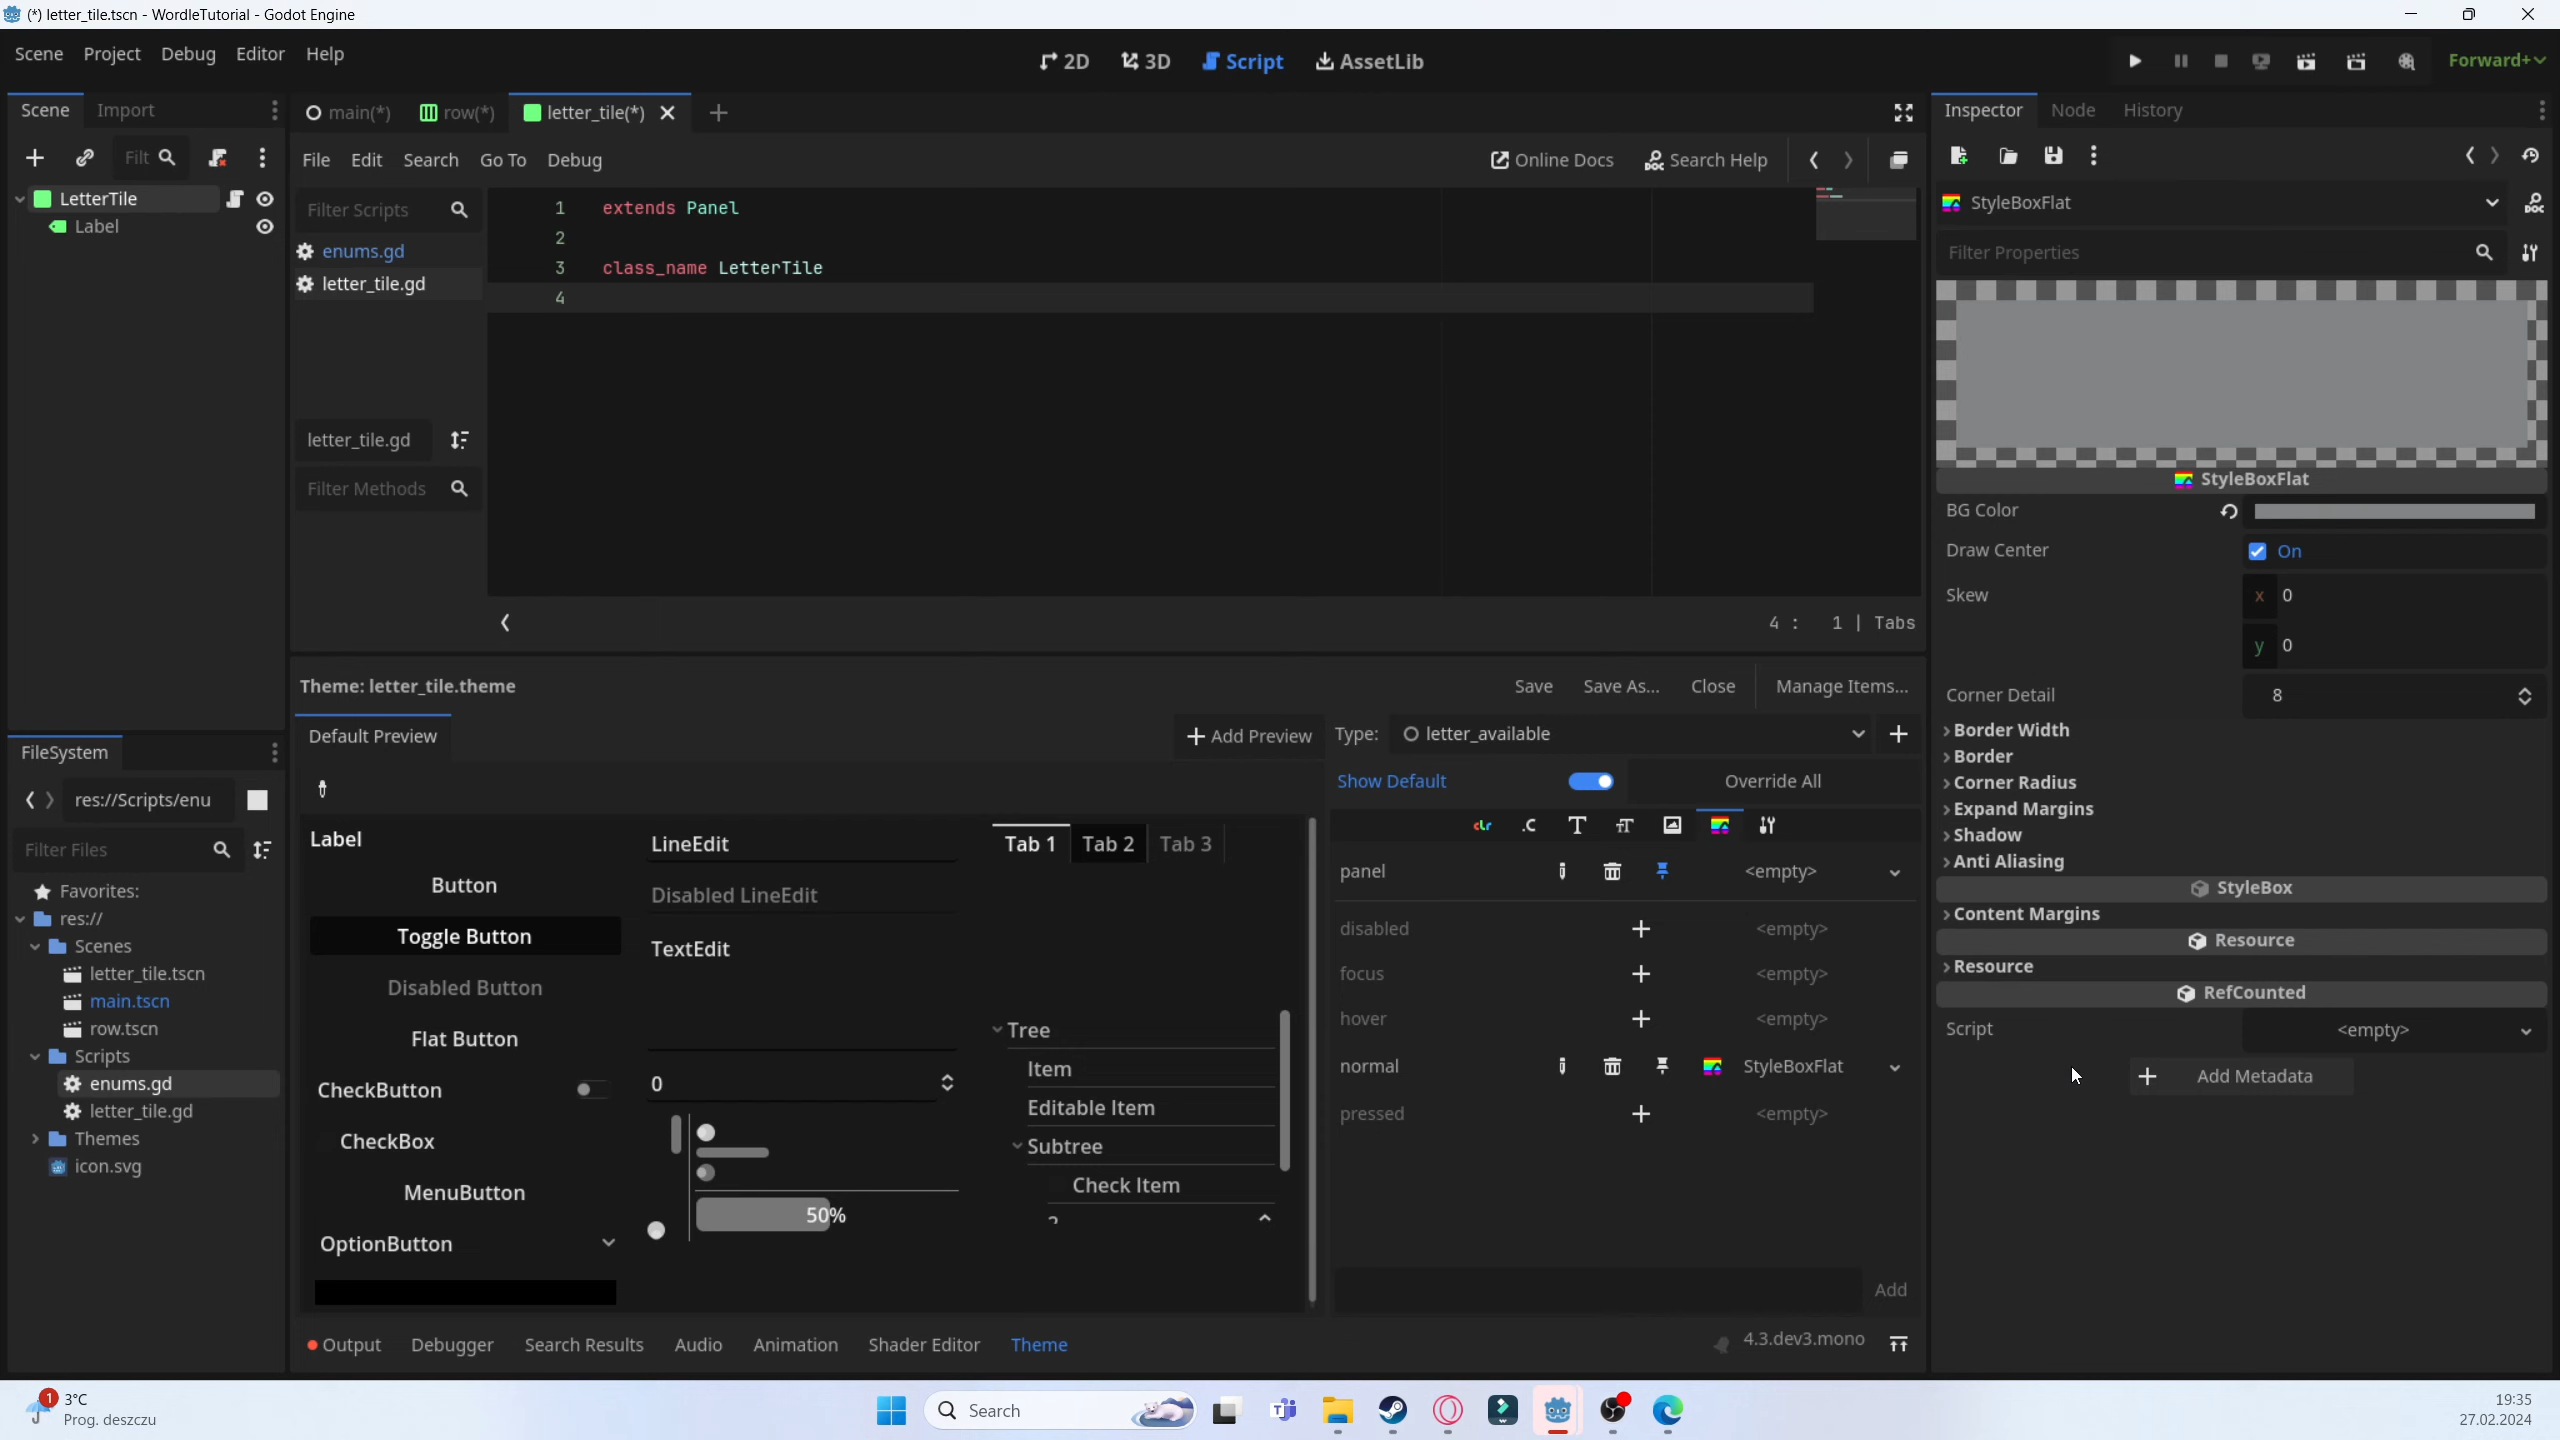 (*) letter_tile.tscn - WordleTutorial - Godot Engine
Scene Project Debug Editor Help
2D 3D Script AssetLib
Forward+
Scene Import
main(*) row(*) letter_tile(*)
Inspector Node History
Filt
File Edit Search Go To Debug
Online Docs Search Help
LetterTile
Label
Filter Scripts
enums.gd
letter_tile.gd
letter_tile.gd
Filter Methods
1 extends Panel
2
3 class_name LetterTile
4
4 : 1 | Tabs
StyleBoxFlat
Filter Properties
StyleBoxFlat
BG Color
Draw Center On
Skew x 0
y 0
Corner Detail 8
Border Width
Border
Corner Radius
Expand Margins
Shadow
Anti Aliasing
StyleBox
Content Margins
Resource
Resource
RefCounted
Script <empty>
Add Metadata
Theme: letter_tile.theme
Save Save As... Close Manage Items...
Default Preview
Add Preview
Type: letter_available
Show Default Override All
clr .C T TT
panel <empty>
disabled <empty>
focus <empty>
hover <empty>
normal StyleBoxFlat
pressed <empty>
Add
Label
Button
Toggle Button
Disabled Button
Flat Button
CheckButton
CheckBox
MenuButton
OptionButton
LineEdit
Disabled LineEdit
TextEdit
0
50%
Tab 1 Tab 2 Tab 3
Tree
Item
Editable Item
Subtree
Check Item
FileSystem
res://Scripts/enu
Filter Files
Favorites:
res://
Scenes
letter_tile.tscn
main.tscn
row.tscn
Scripts
enums.gd
letter_tile.gd
Themes
icon.svg
Output Debugger Search Results Audio Animation Shader Editor Theme
4.3.dev3.mono
1
3°C
Prog. deszczu
Search
19:35
27.02.2024